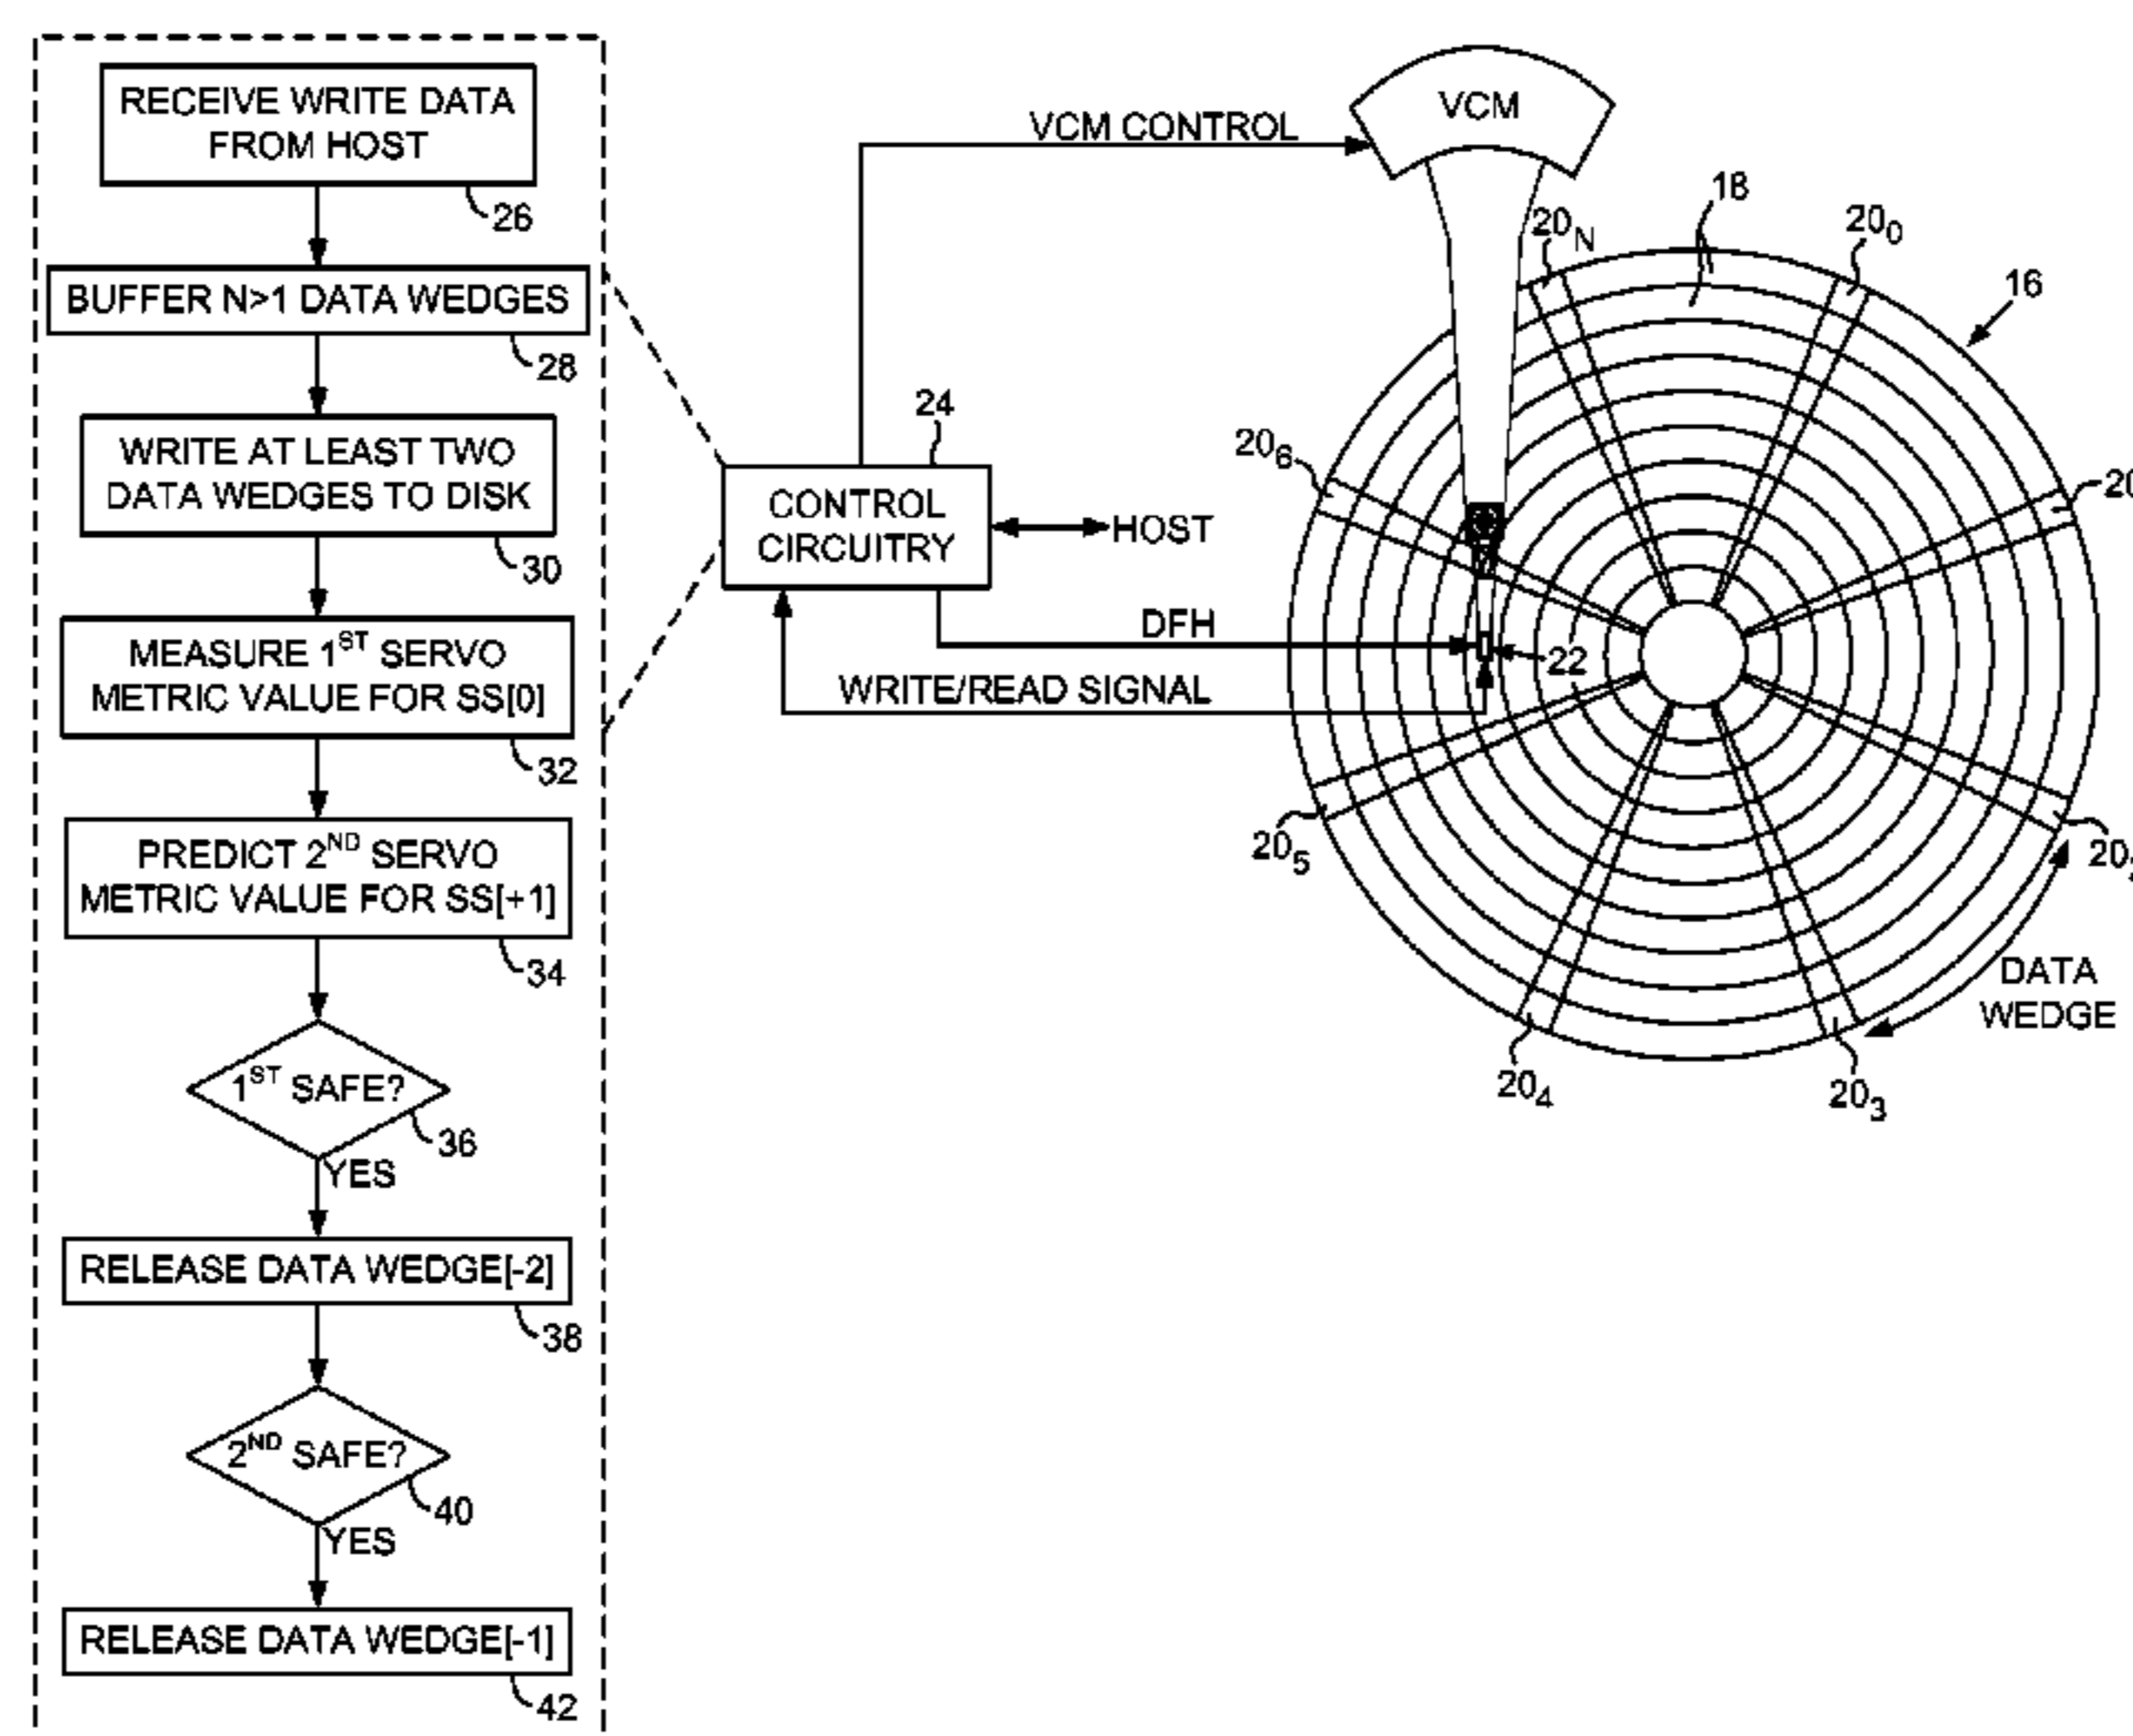 RECEIVE WRITE DATA
FROM HOST
26
BUFFER N>1 DATA WEDGES
28
WRITE AT LEAST TWO
DATA WEDGES TO DISK
30
MEASURE 1ST SERVO
METRIC VALUE FOR SS[0]
32
PREDICT 2ND SERVO
METRIC VALUE FOR SS[+1]
34
1ST SAFE?
36
YES
RELEASE DATA WEDGE[-2]
38
2ND SAFE?
40
YES
RELEASE DATA WEDGE[-1]
42
VCM CONTROL
VCM
24
CONTROL
CIRCUITRY
HOST
DFH
WRITE/READ SIGNAL
22
18
20N
200
16
206
20
205
20
204
203
DATA
WEDGE